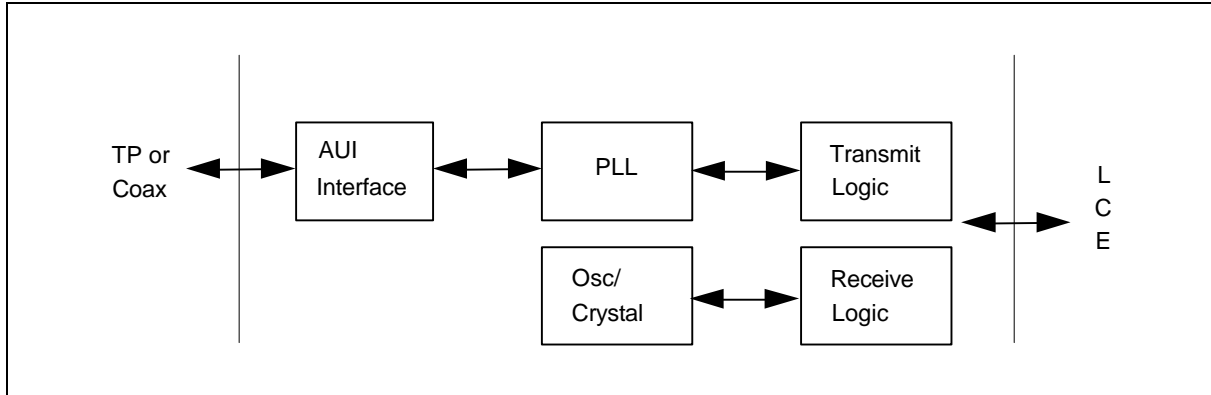 TP or
Coax
AUI
Interface
PLL
Transmit
Logic
Osc/
Crystal
Receive
Logic
L
C
E